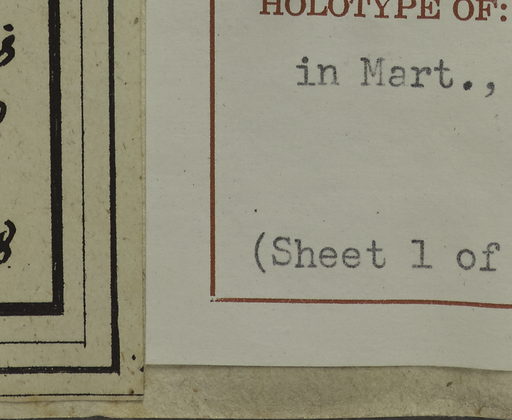 HOLOTYPE OF:
in Mart.,
(Sheet 1 of